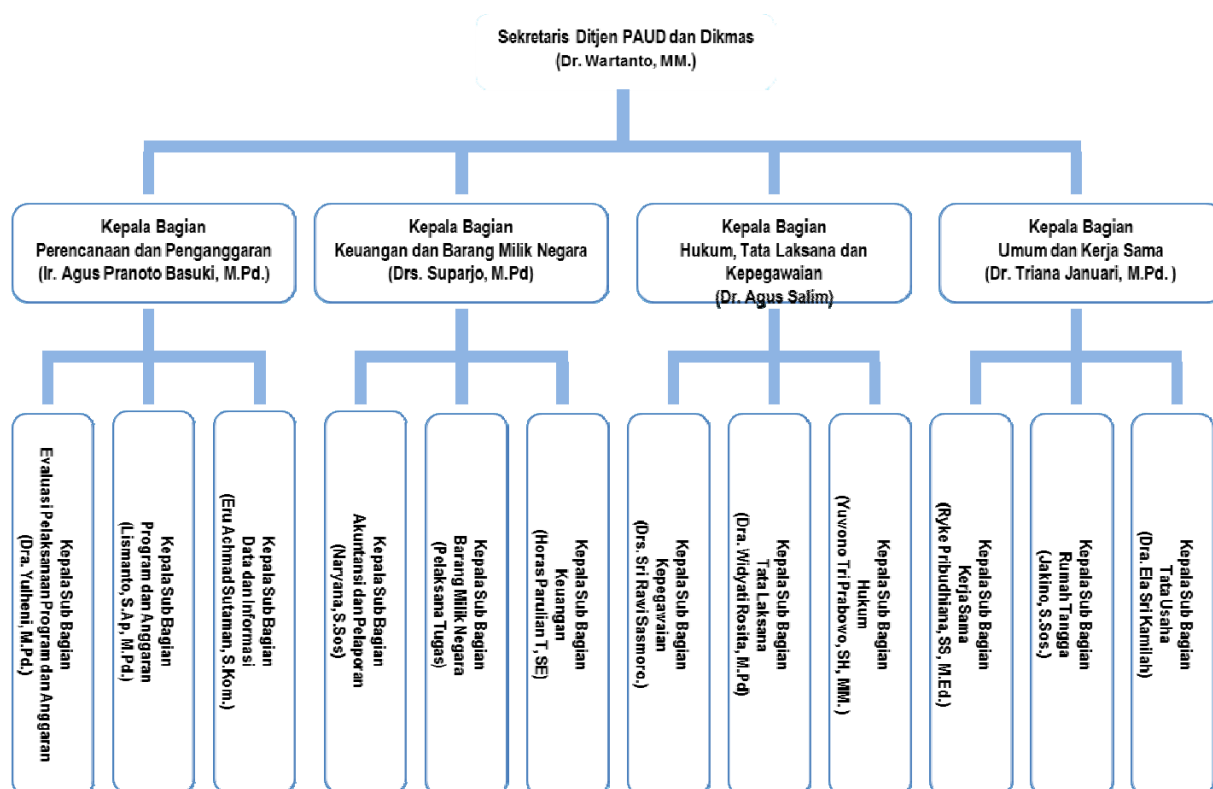 Sekretaris Ditjen PAUD dan Dikmas
(Dr. Wartanto, MM.)
Kepala Bagian
Perencanaan dan Penganggaran
(Ir. Agus Pranoto Basuki, M.Pd.)
Kepala Bagian
Keuangan dan Barang Milik Negara
(Drs. Suparjo, M.Pd)
Kepala Bagian
Hukum, Tata Laksana dan
Kepegawaian
(Dr. Agus Salim)
Kepala Bagian
Umum dan Kerja Sama
(Dr. Triana Januari, M.Pd. )
Kepala Sub Bagian
Evaluasi Pelaksanaan Program dan Anggaran
(Dra. Yulheni, M.Pd.)
Kepala Sub Bagian
Program dan Anggaran
(Lismanto, S.Ap, M.Pd.)
Kepala Sub Bagian
Data dan Informasi
(Eru Achmad Sutaman, S.Kom.)
Kepala Sub Bagian
Akuntansi dan Pelaporan
(Naryana, S.Sos)
Kepala Sub Bagian
Barang Milik Negara
(Pelaksana Tugas)
Kepala Sub Bagian
Keuangan
(Horas Parulian T, SE)
Kepala Sub Bagian
Kepegawaian
(Drs. Sri Rawi Sasmoro.)
Kepala Sub Bagian
Tata Laksana
(Dra. Widyati Rosita, M.Pd)
Kepala Sub Bagian
Hukum
(Yuwono Tri Prabowo, SH, MM. )
Kepala Sub Bagian
Kerja Sama
(Ryke Pribudhiana, SS, M.Ed.)
Kepala Sub Bagian
Rumah Tangga
(Jakino, S.Sos.)
Kepala Sub Bagian
Tata Usaha
(Dra. Ela Sri Kamilah)